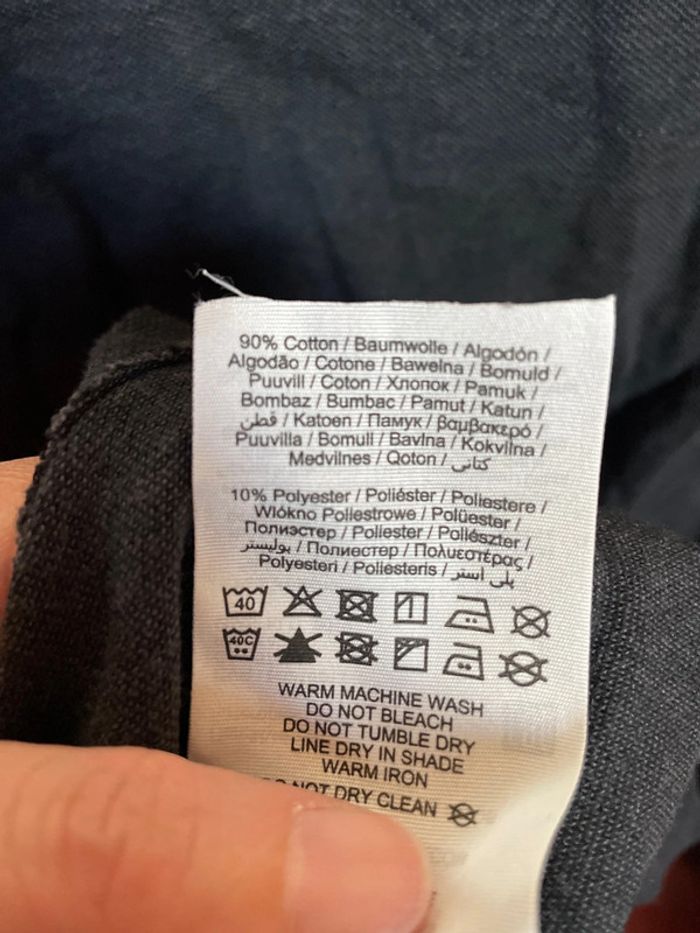 90% Cotton / Baumwolle / Algodón /
Algodão / Cotone / Bawełna / Bomuld /
Puuvill / Coton / Хлопок / Pamuk /
Bombaz / Bumbac / Pamut / Katun /
قطن / Katoen / Памук / βαμβακερό /
Puuvilla / Bomull / Bavlna / Kokvilna /
Medvilnes / Qoton / کتانی
10% Polyester / Poliéster / Poliestere /
Włókno Poliestrowe / Polüester /
Полиэстер / Poliester / Poliészter /
بوليستر / Полиестер / Πολυεστέρας /
Polyesteri / Poliesteris / پلی استر
40
40C
WARM MACHINE WASH
DO NOT BLEACH
DO NOT TUMBLE DRY
LINE DRY IN SHADE
WARM IRON
DO NOT DRY CLEAN